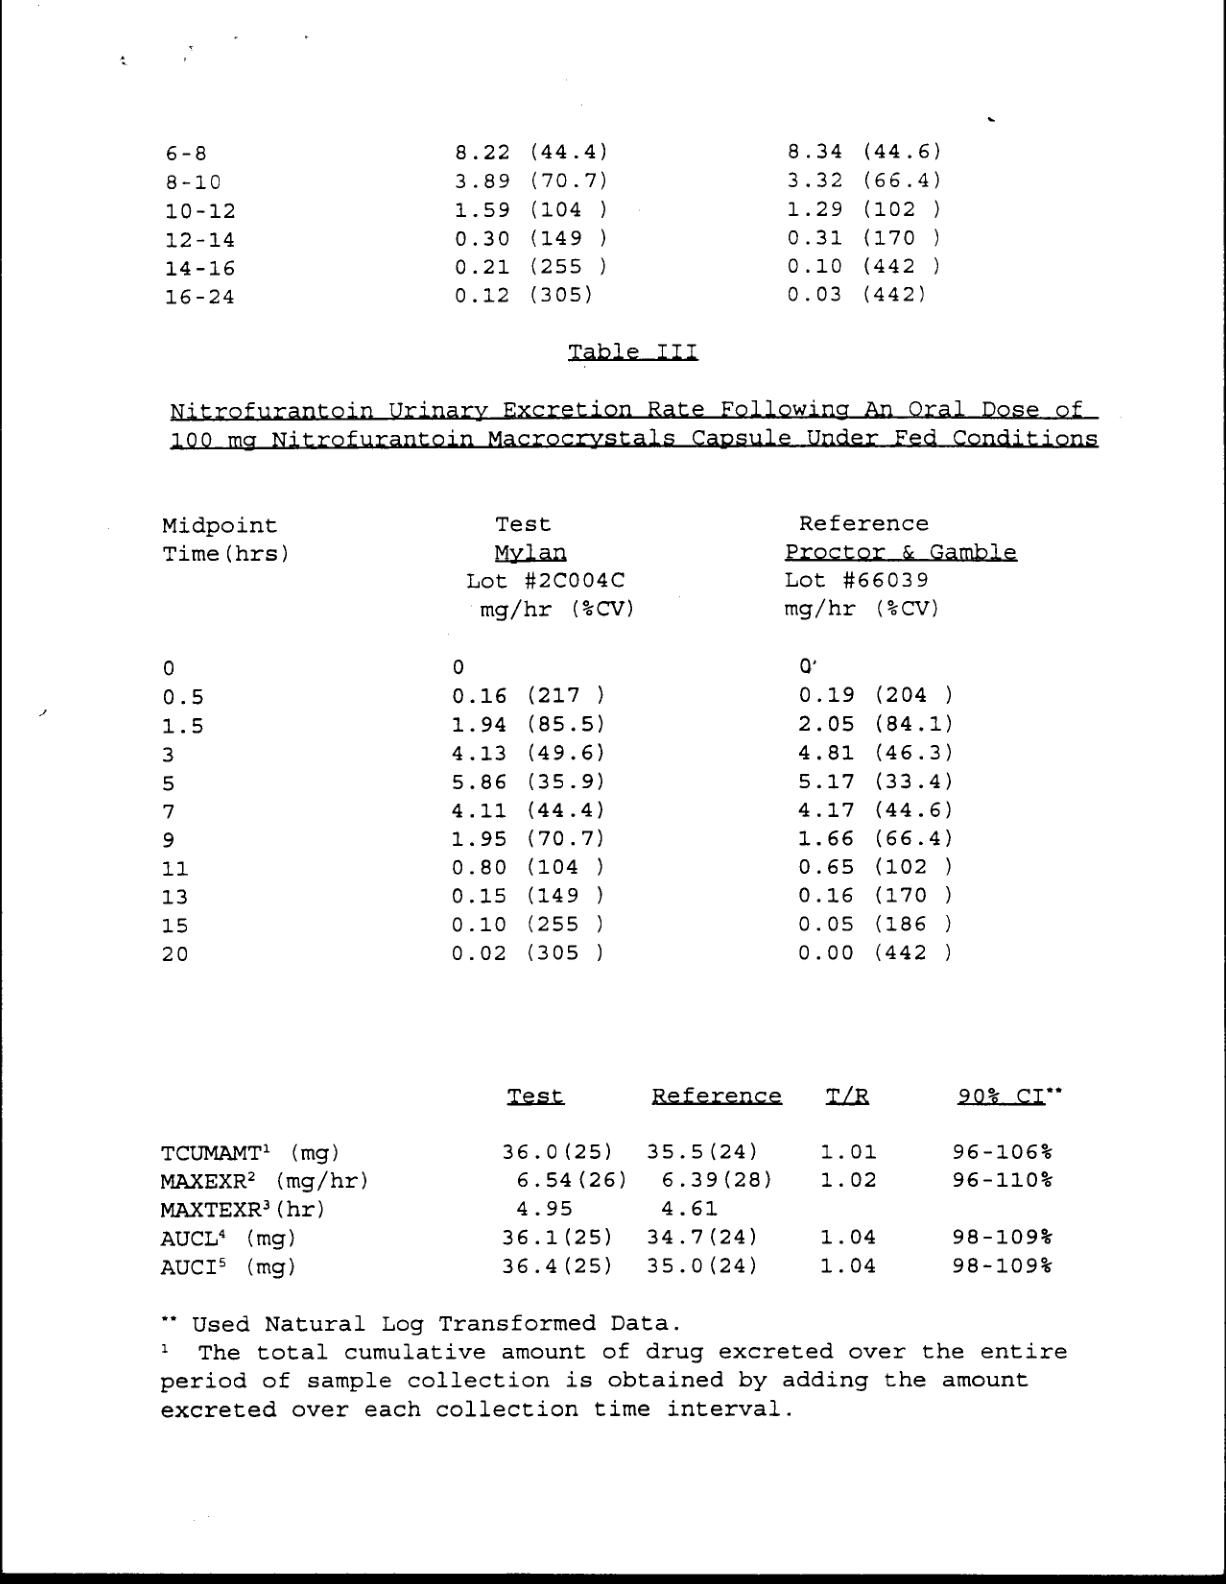 6-8 8.22 (44.4) 8.34 (44.6)
8-10 3.89 (70.7) 3.32 (66.4)
10-12 1.59 (104 ) 1.29 (102 )
12-14 0.30 (149 ) 0.31 (170 )
14-16 0.21 (255 ) 0.10 (442 )
16-24 0.12 (305) 0.03 (442)
Table III
Nitrofurantoin Urinary Excretion Rate Following An Oral Dose of
100 mg Nitrofurantoin Macrocrystals Capsule Under Fed Conditions
Midpoint Test Reference
Time(hrs) Mylan Proctor & Gamble
Lot #2C004C Lot #66039
mg/hr (%CV) mg/hr (%CV)
0 0 0
0.5 0.16 (217 ) 0.19 (204 )
1.5 1.94 (85.5) 2.05 (84.1)
3 4.13 (49.6) 4.81 (46.3)
5 5.86 (35.9) 5.17 (33.4)
7 4.11 (44.4) 4.17 (44.6)
9 1.95 (70.7) 1.66 (66.4)
11 0.80 (104 ) 0.65 (102 )
13 0.15 (149 ) 0.16 (170 )
15 0.10 (255 ) 0.05 (186 )
20 0.02 (305 ) 0.00 (442 )
Test Reference T/R 90% CI**
TCUMAMT¹ (mg) 36.0(25) 35.5(24) 1.01 96-106%
MAXEXR² (mg/hr) 6.54(26) 6.39(28) 1.02 96-110%
MAXTEXR³(hr) 4.95 4.61
AUCL⁴ (mg) 36.1(25) 34.7(24) 1.04 98-109%
AUCI⁵ (mg) 36.4(25) 35.0(24) 1.04 98-109%
** Used Natural Log Transformed Data.
¹ The total cumulative amount of drug excreted over the entire
period of sample collection is obtained by adding the amount
excreted over each collection time interval.